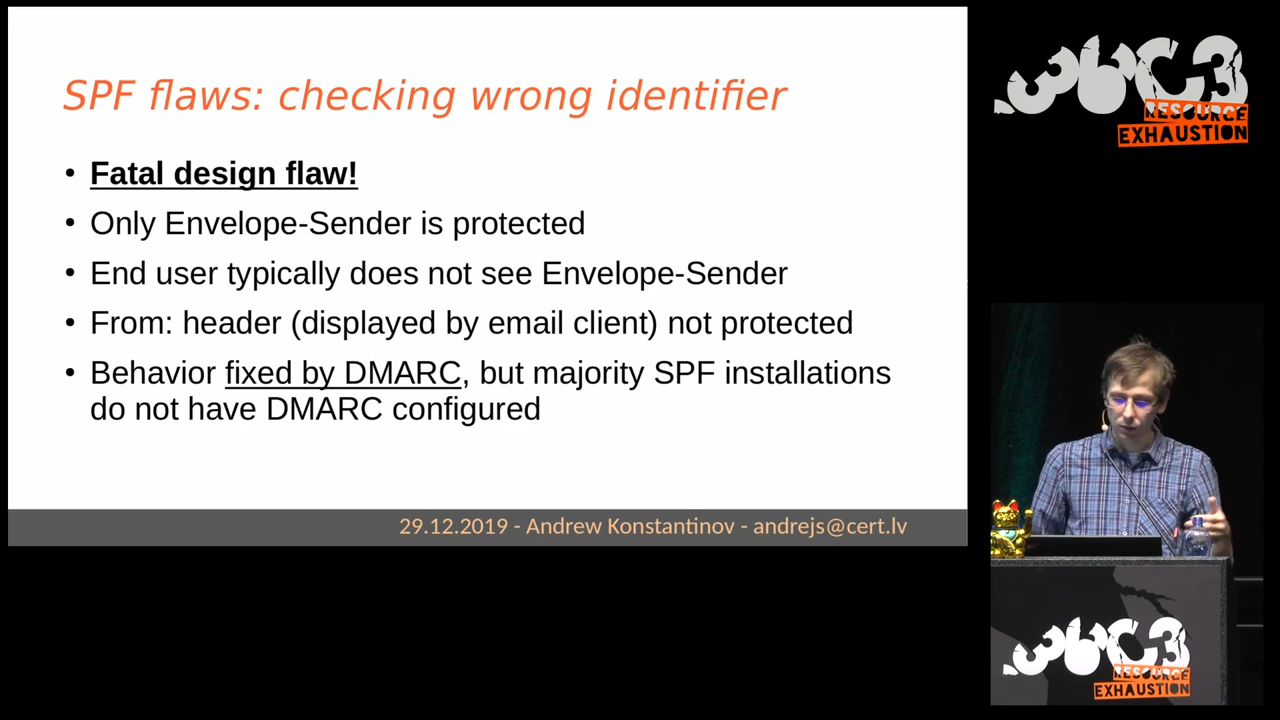 SPF flaws: checking wrong identifier
• Fatal design flaw!
• Only Envelope-Sender is protected
• End user typically does not see Envelope-Sender
• From: header (displayed by email client) not protected
• Behavior fixed by DMARC, but majority SPF installations
do not have DMARC configured
29.12.2019 - Andrew Konstantinov - andrejs@cert.lv
36C3
RESOURCE
EXHAUSTION
36C3
RESOURCE
EXHAUSTION